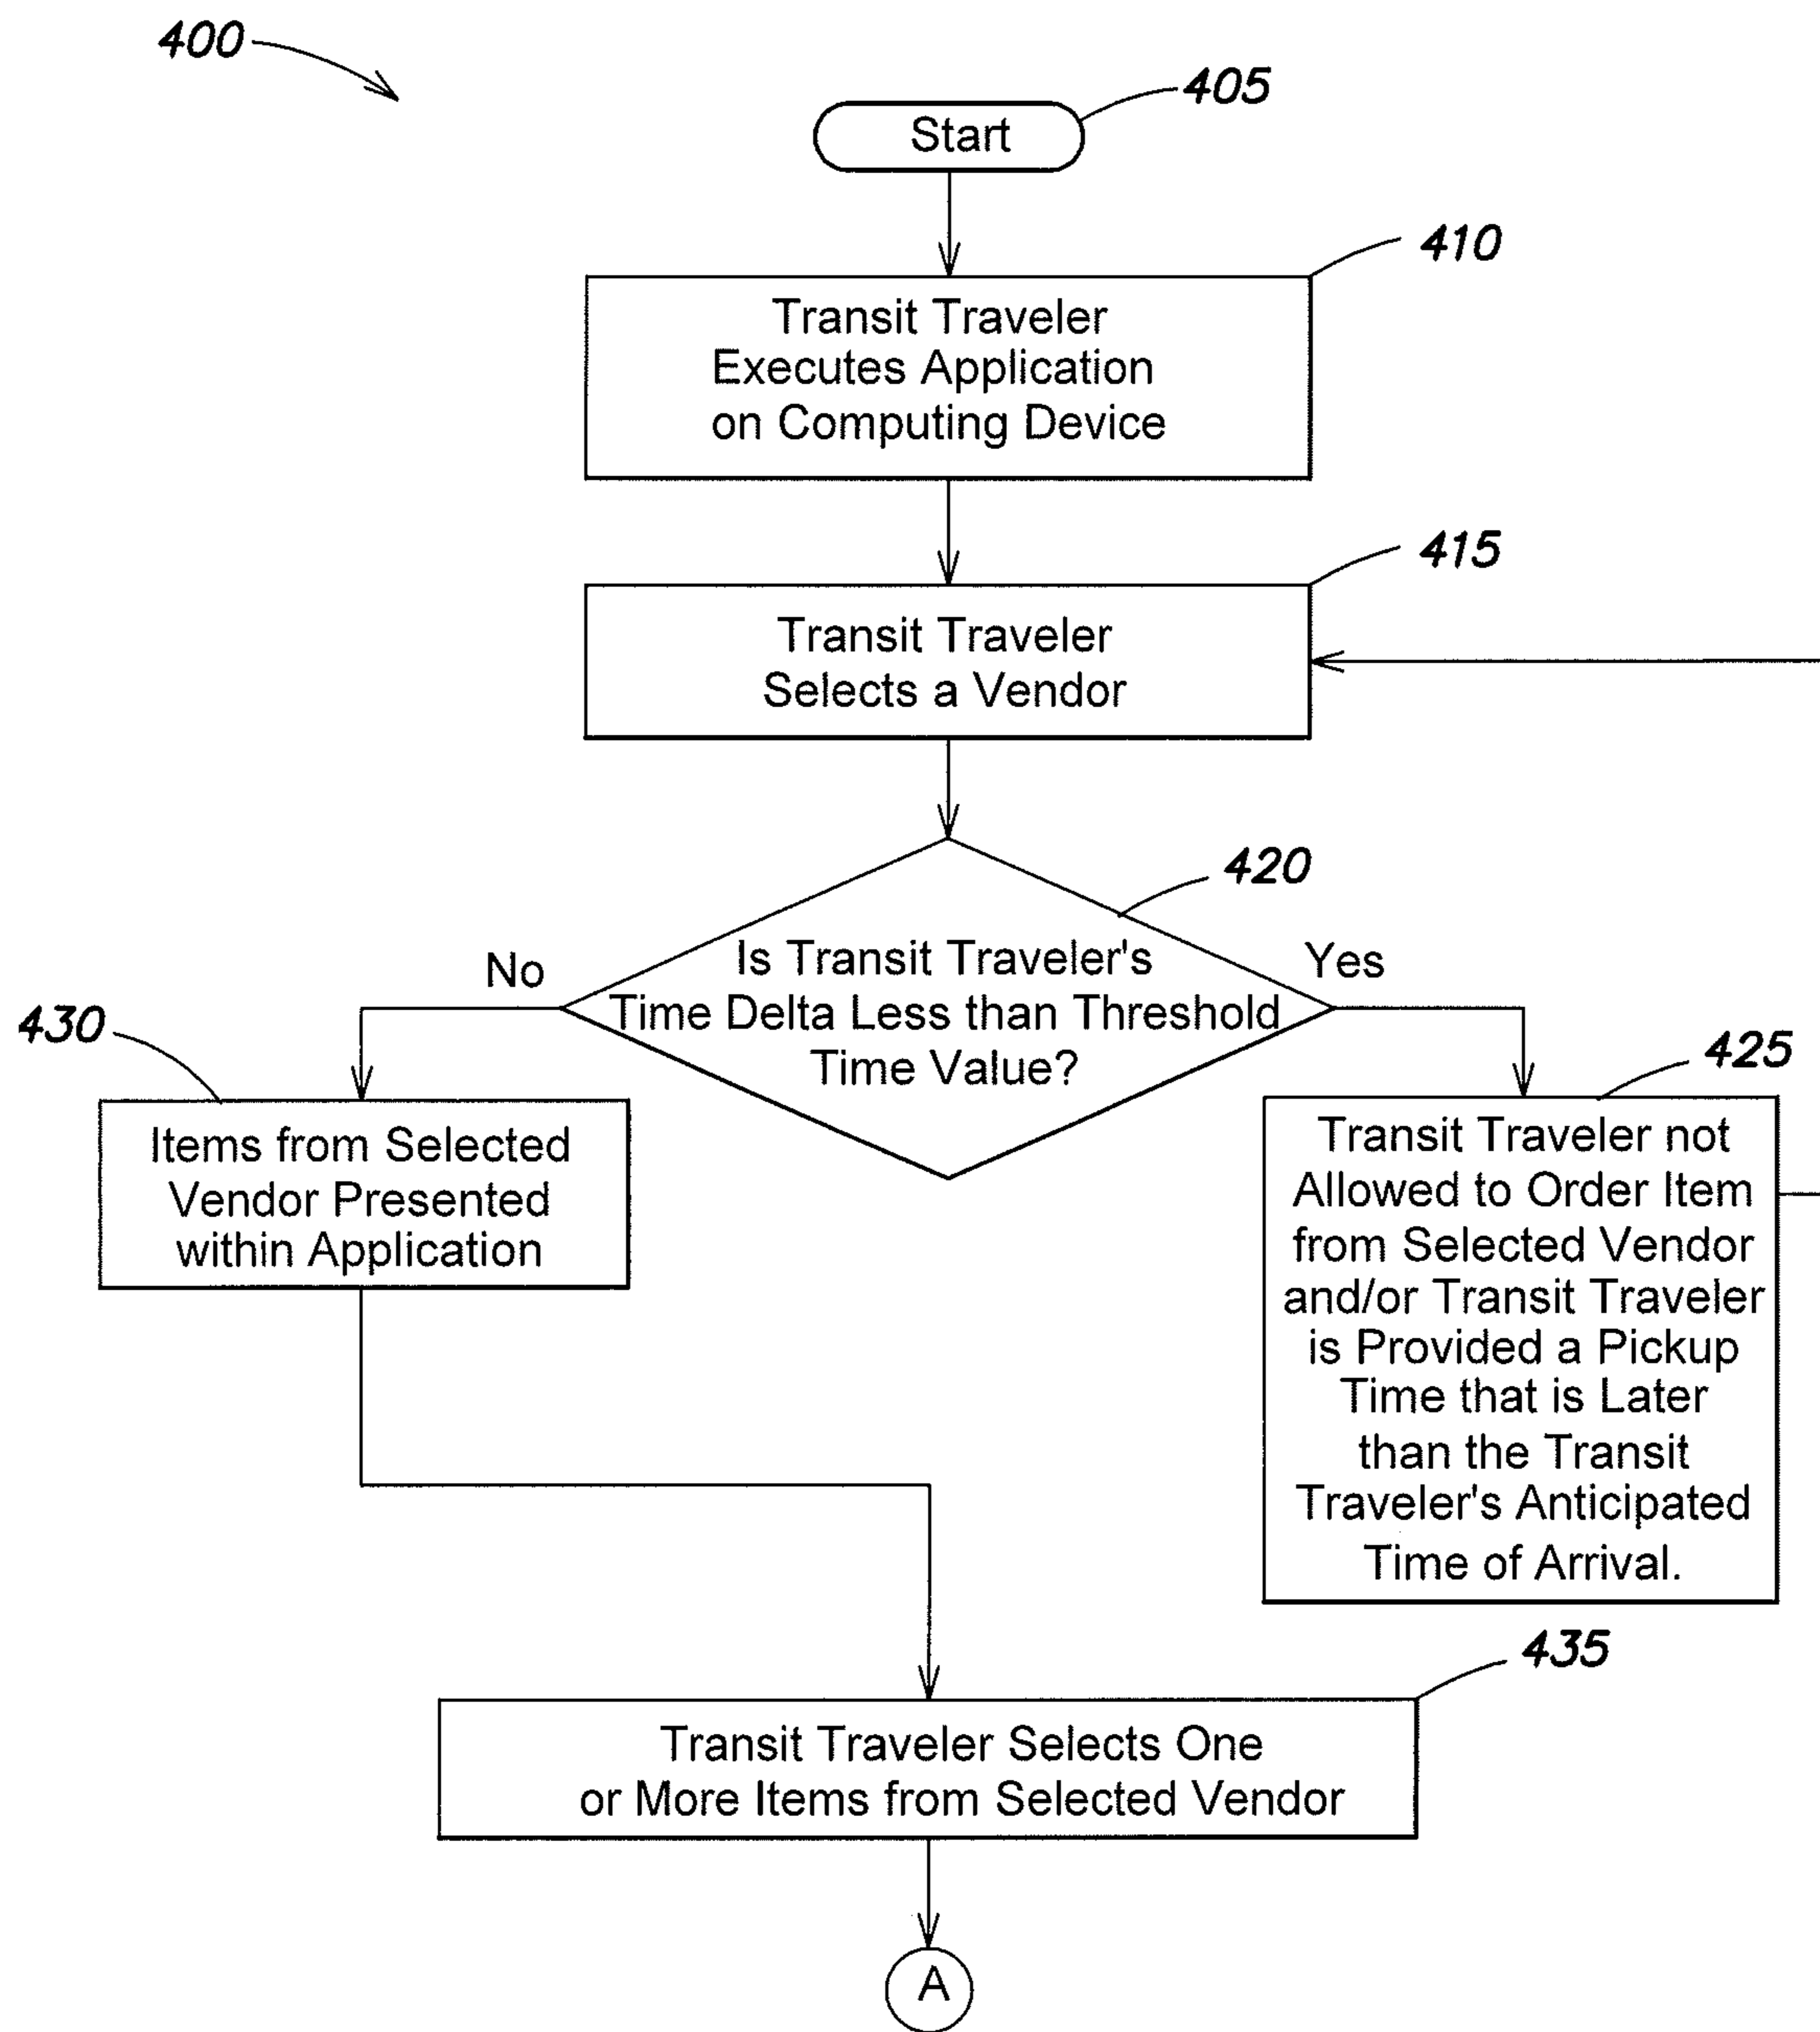 400
405
Start
410
Transit Traveler
Executes Application
on Computing Device
415
Transit Traveler
Selects a Vendor
420
Is Transit Traveler's
Time Delta Less than Threshold
Time Value?
No
Yes
430
Items from Selected
Vendor Presented
within Application
425
Transit Traveler not
Allowed to Order Item
from Selected Vendor
and/or Transit Traveler
is Provided a Pickup
Time that is Later
than the Transit
Traveler's Anticipated
Time of Arrival.
435
Transit Traveler Selects One
or More Items from Selected Vendor
A